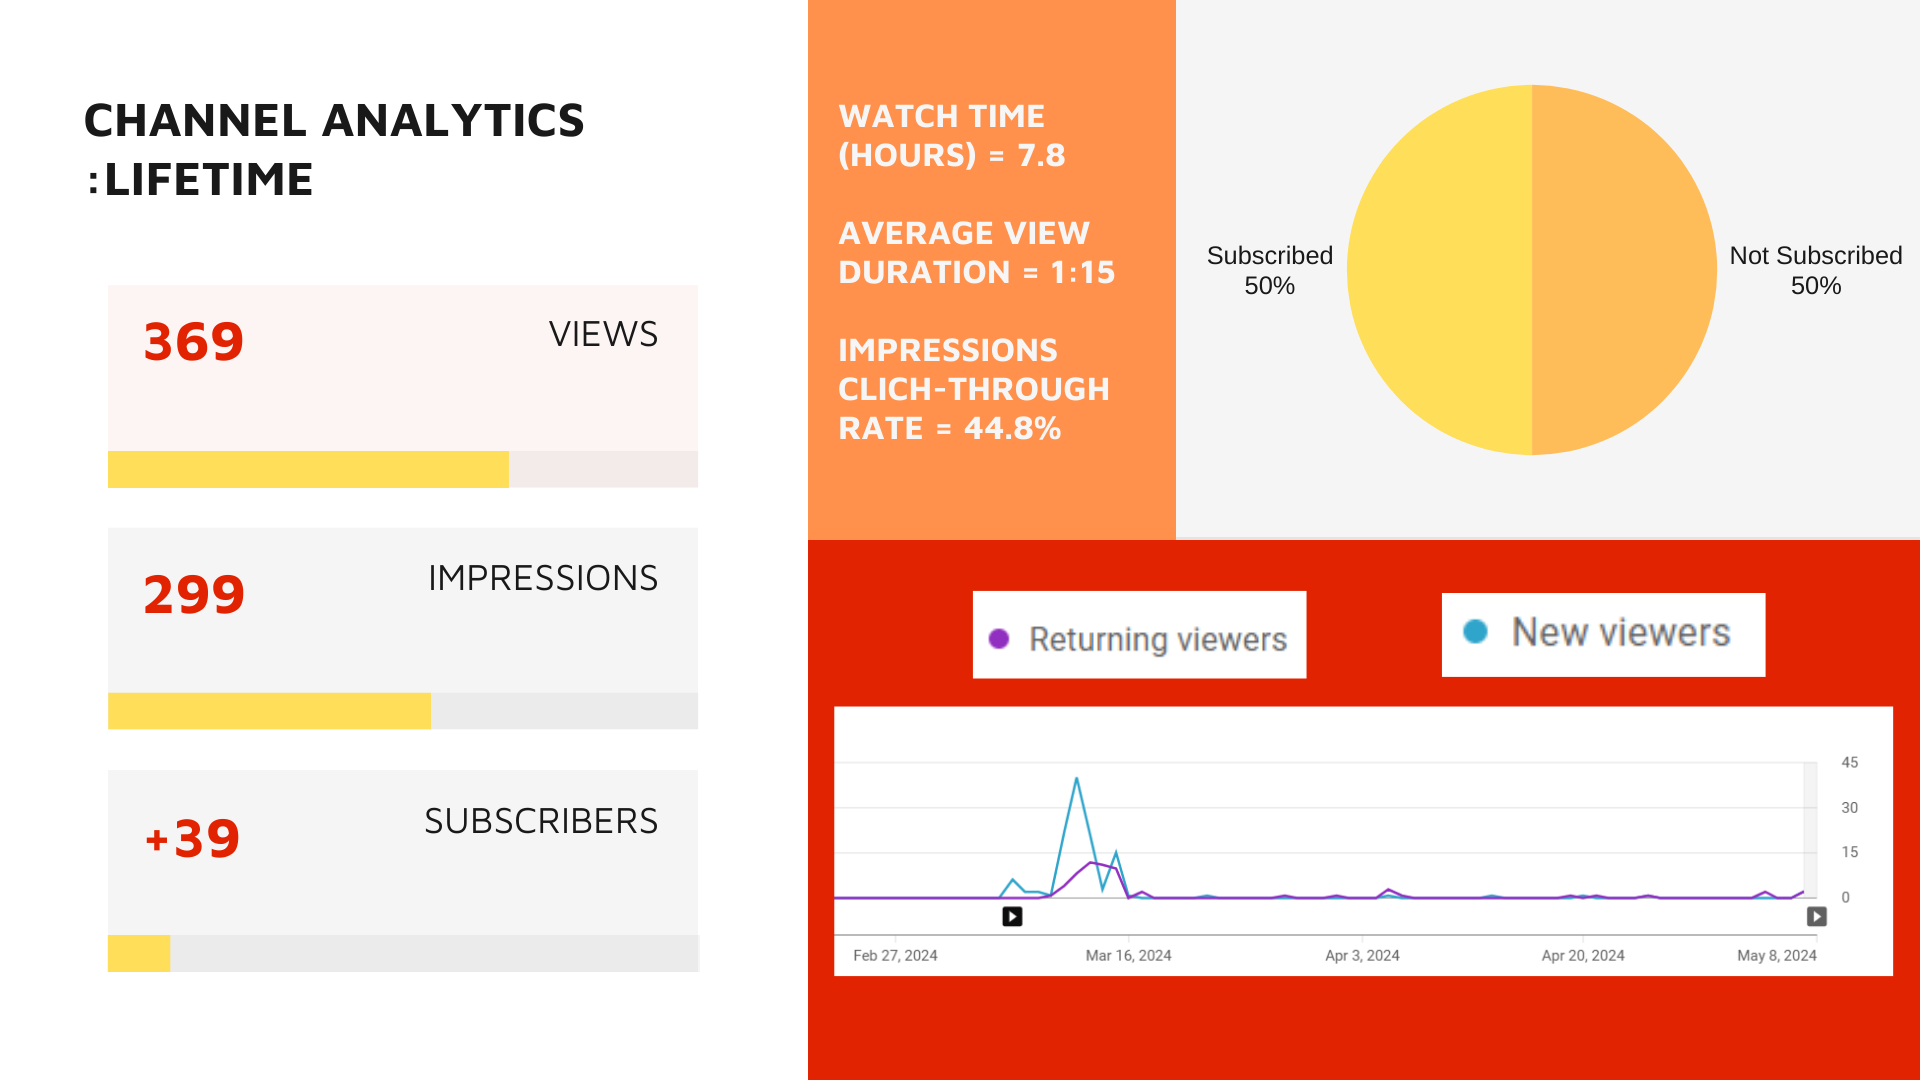 CHANNEL ANALYTICS
:LIFETIME
369 VIEWS
299 IMPRESSIONS
+39 SUBSCRIBERS
WATCH TIME
(HOURS) = 7.8
AVERAGE VIEW
DURATION = 1:15
IMPRESSIONS
CLICH-THROUGH
RATE = 44.8%
Subscribed
50%
Not Subscribed
50%
Returning viewers
New viewers
45
30
15
0
Feb 27, 2024 Mar 16, 2024 Apr 3, 2024 Apr 20, 2024 May 8, 2024